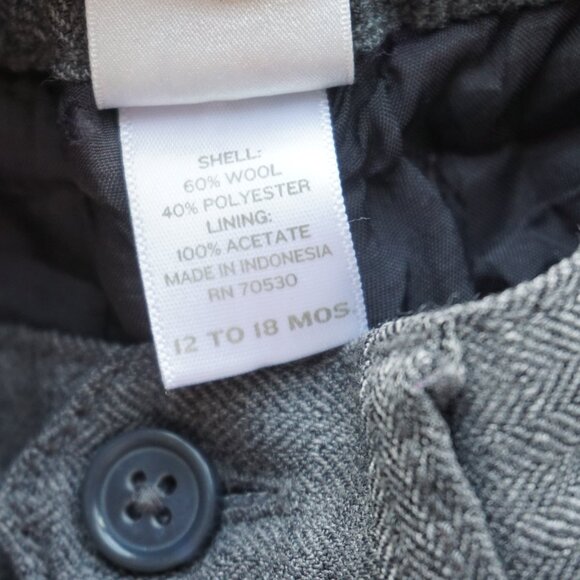 SHELL:
60% WOOL
40% POLYESTER
LINING:
100% ACETATE
MADE IN INDONESIA
RN 70530
12 TO 18 MOS.